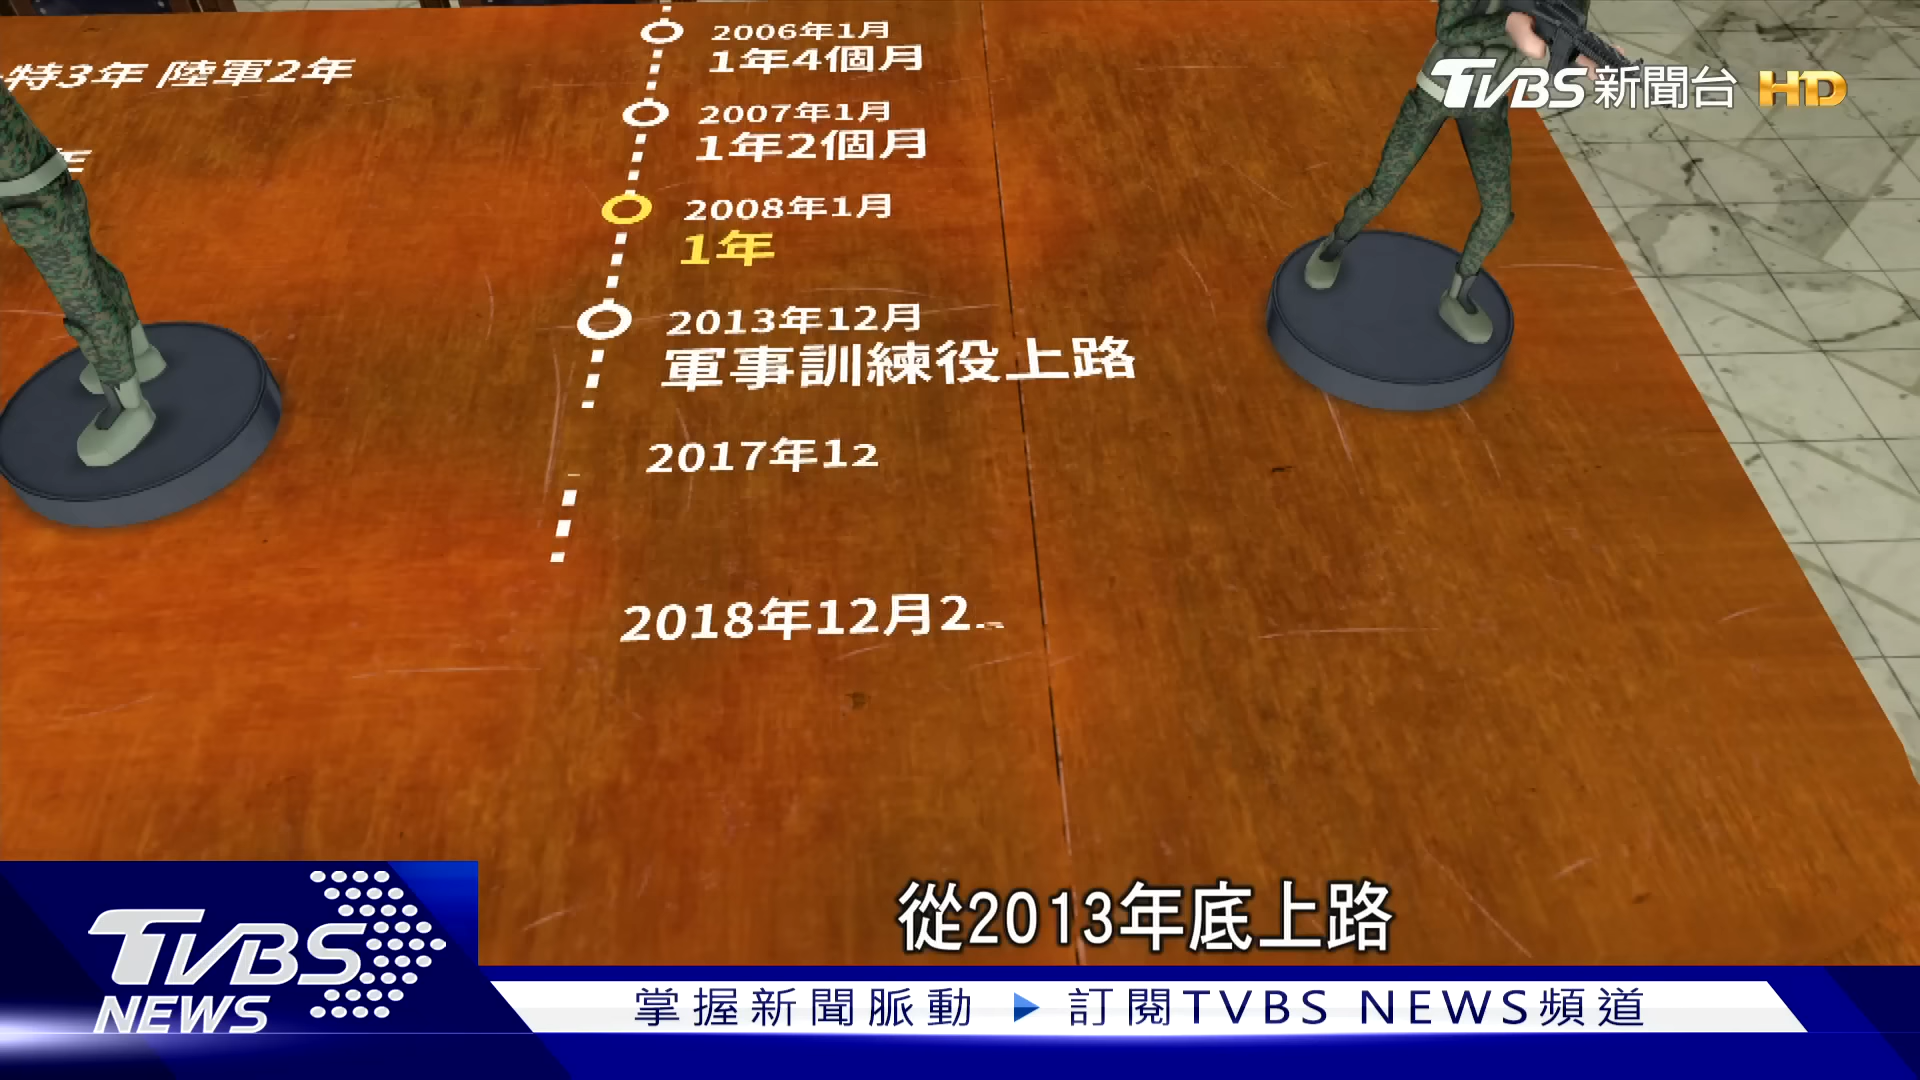 2006年1月
1年4個月
特3年 陸軍2年
TVBS新聞台 HD
2007年1月
1年2個月
年
2008年1月
1年
2013年12月
軍事訓練役上路
2017年12
2018年12月2
從2013年底上路
TVBS
NEWS
掌握新聞脈動 ▶ 訂閱TVBS NEWS頻道